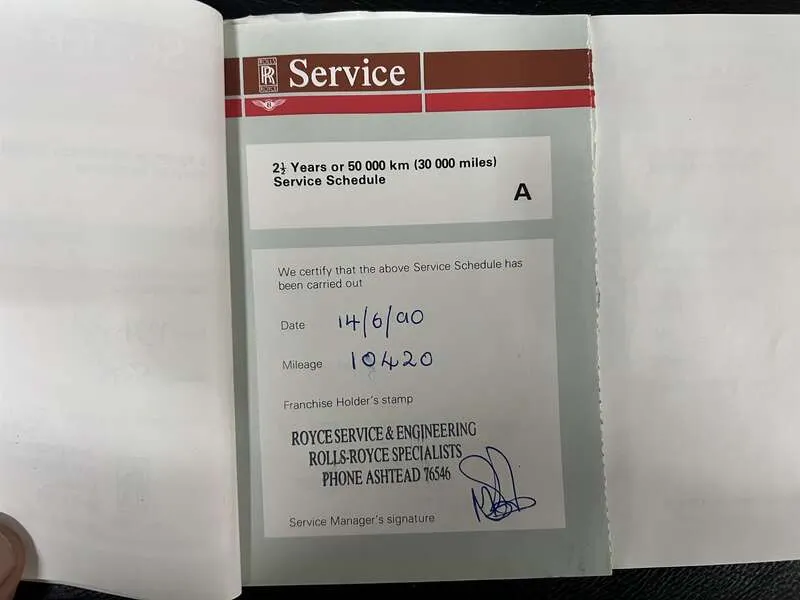 ROLLS
RR
ROYCE
Service
B
2½ Years or 50 000 km (30 000 miles)
Service Schedule
A
We certify that the above Service Schedule has
been carried out
Date 14/6/90
Mileage 10420
Franchise Holder's stamp
ROYCE SERVICE & ENGINEERING
ROLLS-ROYCE SPECIALISTS
PHONE ASHTEAD 76546
Service Manager's signature